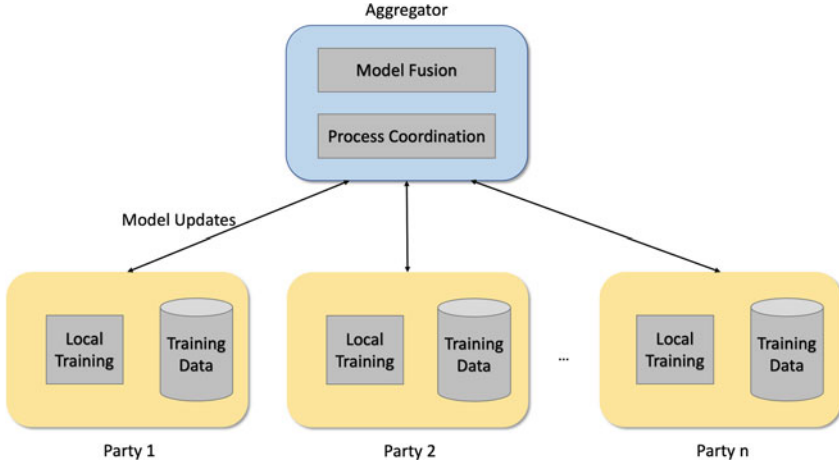 Aggregator
Model Fusion
Process Coordination
Model Updates
Local
Training
Training
Data
Local
Training
Training
Data
...
Local
Training
Training
Data
Party 1
Party 2
Party n